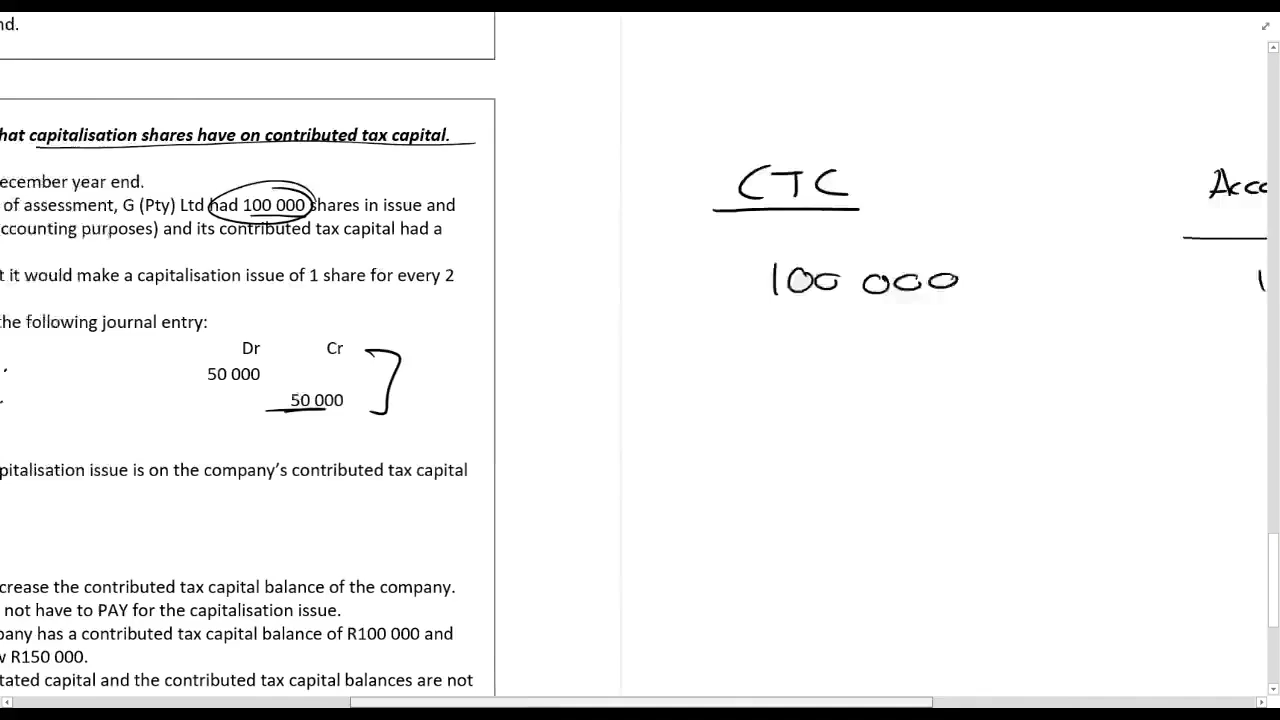 nd.
hat capitalisation shares have on contributed tax capital.
ecember year end.
of assessment, G (Pty) Ltd had 100 000 shares in issue and
accounting purposes) and its contributed tax capital had a
t it would make a capitalisation issue of 1 share for every 2
the following journal entry:
Dr Cr
50 000
50 000
pitalisation issue is on the company’s contributed tax capital
crease the contributed tax capital balance of the company.
not have to PAY for the capitalisation issue.
pany has a contributed tax capital balance of R100 000 and
w R150 000.
tated capital and the contributed tax capital balances are not
CTC
100 000
Acco
1